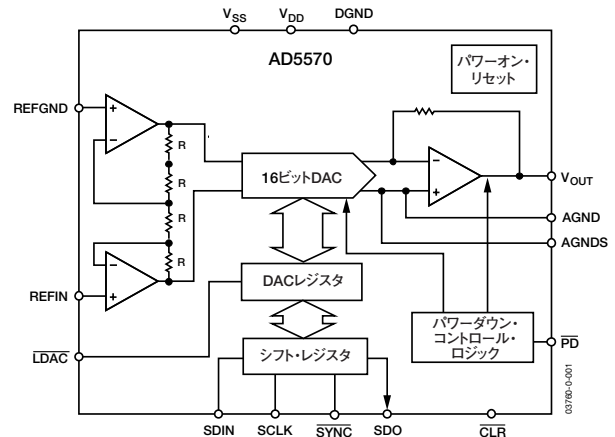 VSS
VDD
DGND
AD5570
パワーオン・
リセット
REFGND
R
R
R
R
16ビットDAC
VOUT
AGND
AGNDS
DACレジスタ
REFIN
LDAC
シフト・レジスタ
パワーダウン・
コントロール・
ロジック
PD
SDIN
SCLK
SYNC
SDO
CLR
03760-0-001